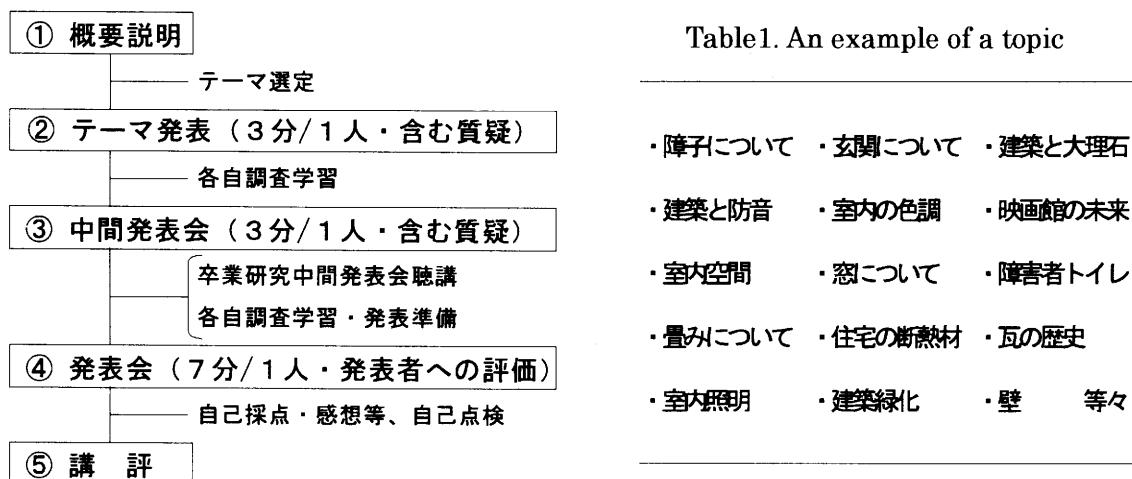 ① 概要説明
テーマ選定
② テーマ発表（3分/1人・含む質疑）
各自調査学習
③ 中間発表会（3分/1人・含む質疑）
卒業研究中間発表会聴講
各自調査学習・発表準備
④ 発表会（7分/1人・発表者への評価）
自己採点・感想等、自己点検
⑤ 講　評
Table1. An example of a topic
・障子について ・玄関について ・建築と大理石
・建築と防音 ・室内の色調 ・映画館の未来
・室内空間 ・窓について ・障害者トイレ
・畳みについて ・住宅の断熱材 ・瓦の歴史
・室内照明 ・建築緑化 ・壁　等々